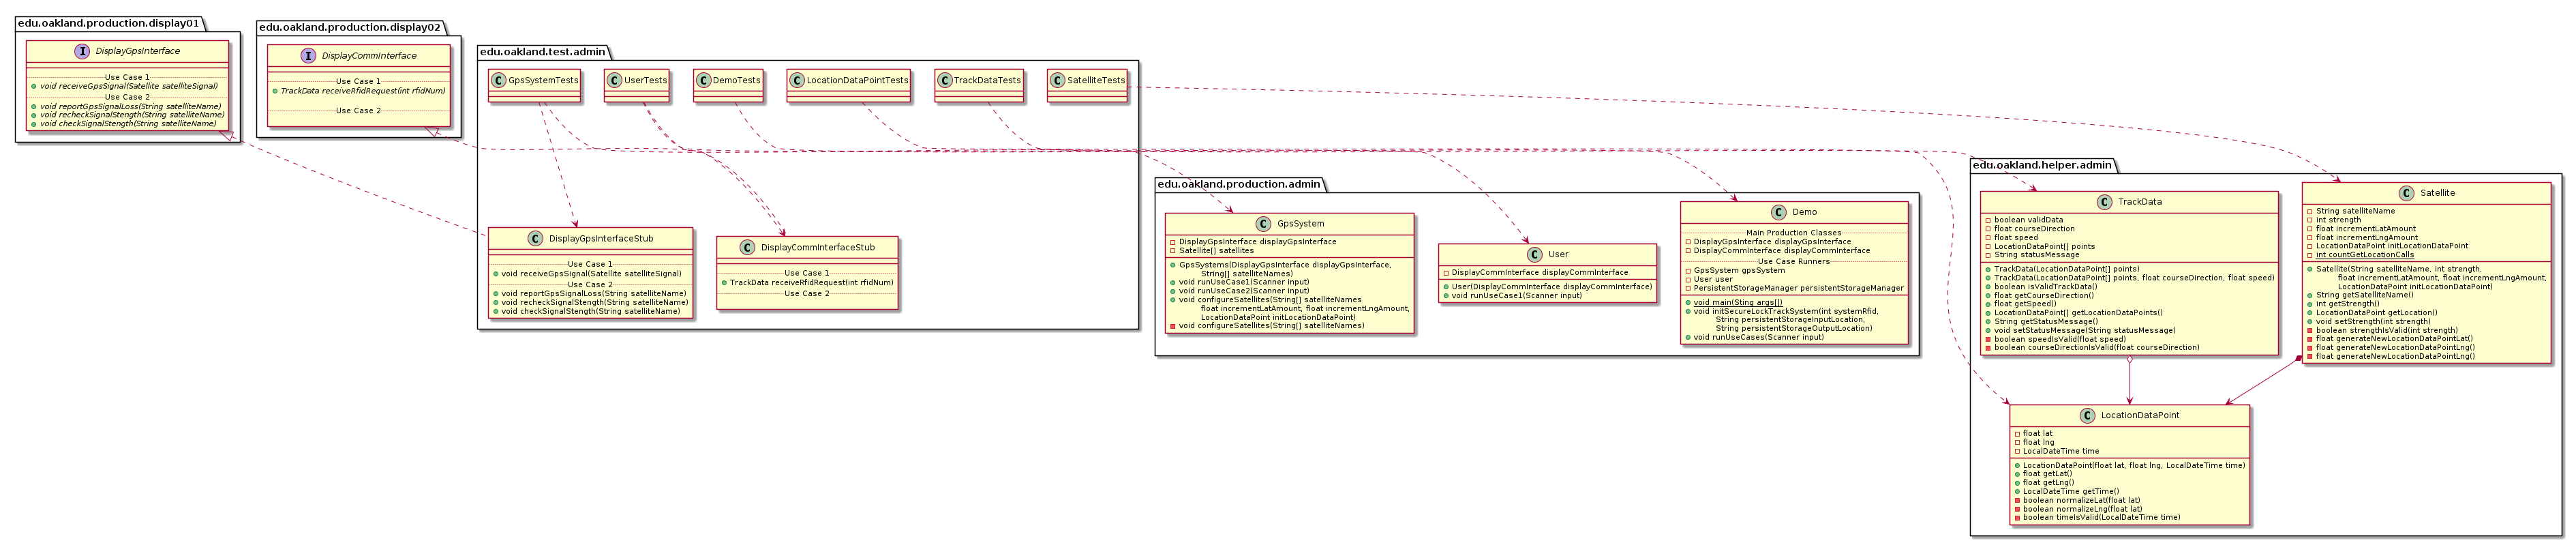 edu.oakland.production.display01
I DisplayGpsInterface
Use Case 1
void receiveGpsSignal(Satellite satelliteSignal)
Use Case 2
void reportGpsSignalLoss(String satelliteName)
void recheckSignalStength(String satelliteName)
void checkSignalStength(String satelliteName)
edu.oakland.production.display02
I DisplayCommInterface
Use Case 1
TrackData receiveRfidRequest(int rfidNum)
Use Case 2
edu.oakland.test.admin
C GpsSystemTests
C UserTests
C DemoTests
C LocationDataPointTests
C TrackDataTests
C SatelliteTests
C DisplayGpsInterfaceStub
Use Case 1
void receiveGpsSignal(Satellite satelliteSignal)
Use Case 2
void reportGpsSignalLoss(String satelliteName)
void recheckSignalStength(String satelliteName)
void checkSignalStength(String satelliteName)
C DisplayCommInterfaceStub
Use Case 1
TrackData receiveRfidRequest(int rfidNum)
Use Case 2
edu.oakland.production.admin
C GpsSystem
DisplayGpsInterface displayGpsInterface
Satellite[] satellites
GpsSystems(DisplayGpsInterface displayGpsInterface,
String[] satelliteNames)
void runUseCase1(Scanner input)
void runUseCase2(Scanner input)
void configureSatellites(String[] satelliteNames
float incrementLatAmount, float incrementLngAmount,
LocationDataPoint initLocationDataPoint)
void configureSatellites(String[] satelliteNames)
C User
DisplayCommInterface displayCommInterface
User(DisplayCommInterface displayCommInterface)
void runUseCase1(Scanner input)
C Demo
Main Production Classes
DisplayGpsInterface displayGpsInterface
DisplayCommInterface displayCommInterface
Use Case Runners
GpsSystem gpsSystem
User user
PersistentStorageManager persistentStorageManager
void main(String args[])
void initSecureLockTrackSystem(int systemRfid,
String persistentStorageInputLocation,
String persistentStorageOutputLocation)
void runUseCases(Scanner input)
edu.oakland.helper.admin
C TrackData
boolean validData
float courseDirection
float speed
LocationDataPoint[] points
String statusMessage
TrackData(LocationDataPoint[] points)
TrackData(LocationDataPoint[] points, float courseDirection, float speed)
boolean isValidTrackData()
float getCourseDirection()
float getSpeed()
LocationDataPoint[] getLocationDataPoints()
String getStatusMessage()
void setStatusMessage(String statusMessage)
boolean speedIsValid(float speed)
boolean courseDirectionIsValid(float courseDirection)
C Satellite
String satelliteName
int strength
float incrementLatAmount
float incrementLngAmount
LocationDataPoint initLocationDataPoint
int countGetLocationCalls
Satellite(String satelliteName, int strength,
float incrementLatAmount, float incrementLngAmount,
LocationDataPoint initLocationDataPoint)
String getSatelliteName()
int getStrength()
LocationDataPoint getLocation()
void setStrength(int strength)
boolean strengthIsValid(int strength)
float generateNewLocationDataPointLat()
float generateNewLocationDataPointLng()
float generateNewLocationDataPointLng()
C LocationDataPoint
float lat
float lng
LocalDateTime time
LocationDataPoint(float lat, float lng, LocalDateTime time)
float getLat()
float getLng()
LocalDateTime getTime()
boolean normalizeLat(float lat)
boolean normalizeLng(float lat)
boolean timeIsValid(LocalDateTime time)